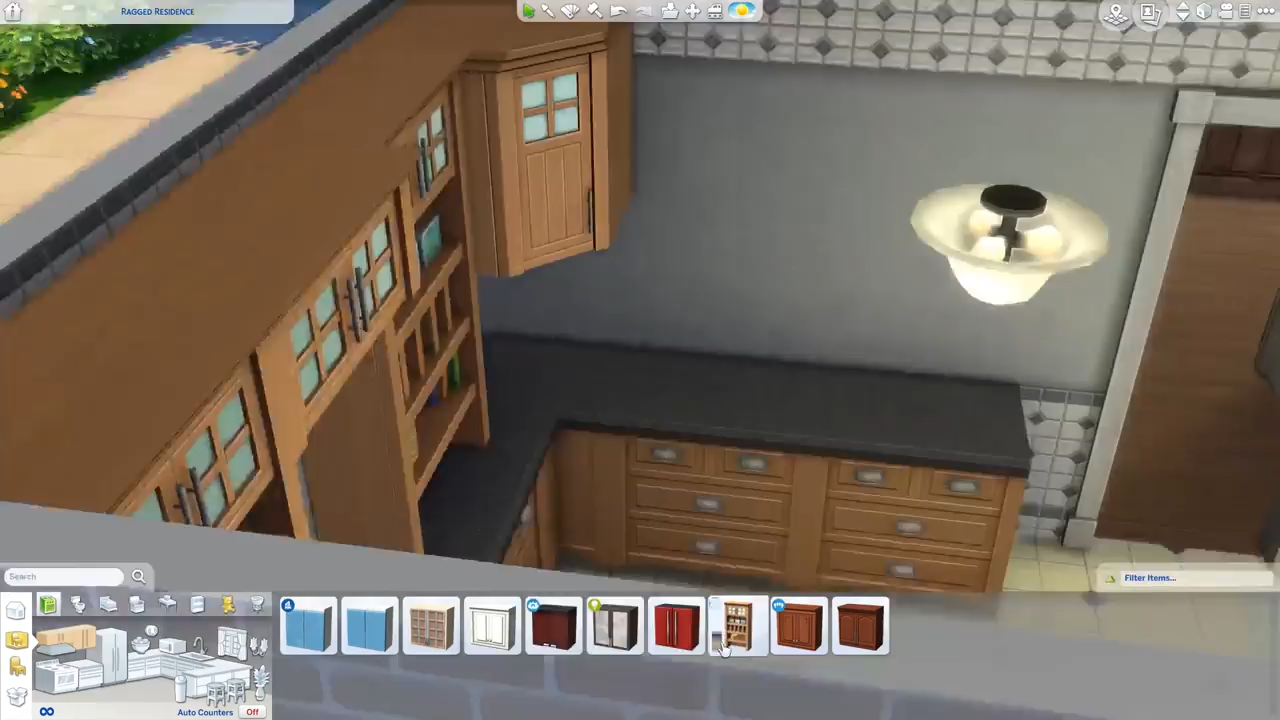 RAGGED RESIDENCE
Search
Filter Items...
Auto Counters
Off